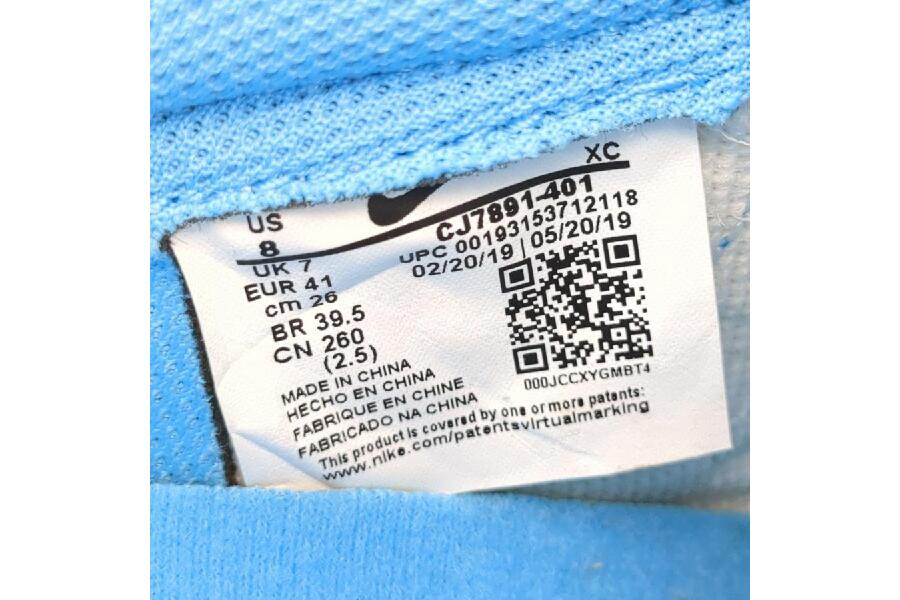 XC
US
8
UK 7
EUR 41
cm 26
BR 39.5
CN 260
(2.5)
CJ7891-401
UPC 00193153712118
02/20/19 | 05/20/19
000JCCXYGMBT4
MADE IN CHINA
HECHO EN CHINA
FABRIQUE EN CHINE
FABRICADO NA CHINA
This product is covered by one or more patents:
www.nike.com/patentsvirtualmarking